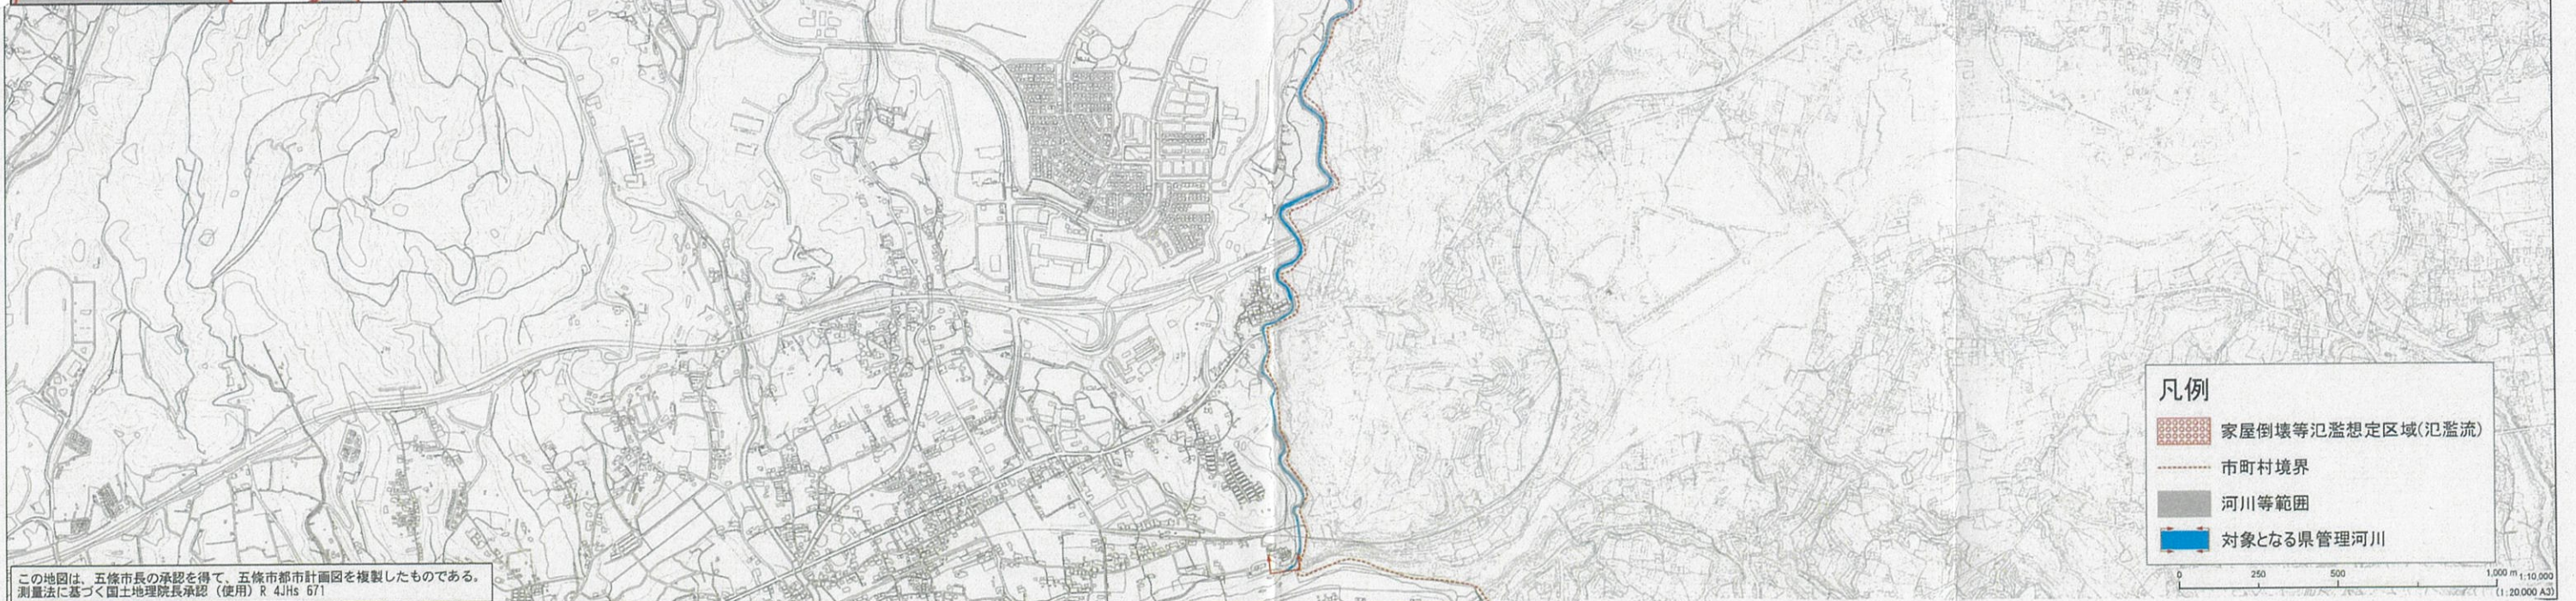 凡例
家屋倒壊等氾濫想定区域(氾濫流)
市町村境界
河川等範囲
対象となる県管理河川
0 250 500 1,000 m 1:10,000
(1:20,000 A3)
この地図は、五條市長の承認を得て、五條市都市計画図を複製したものである。
測量法に基づく国土地理院長承認（使用）R 4JHs 671